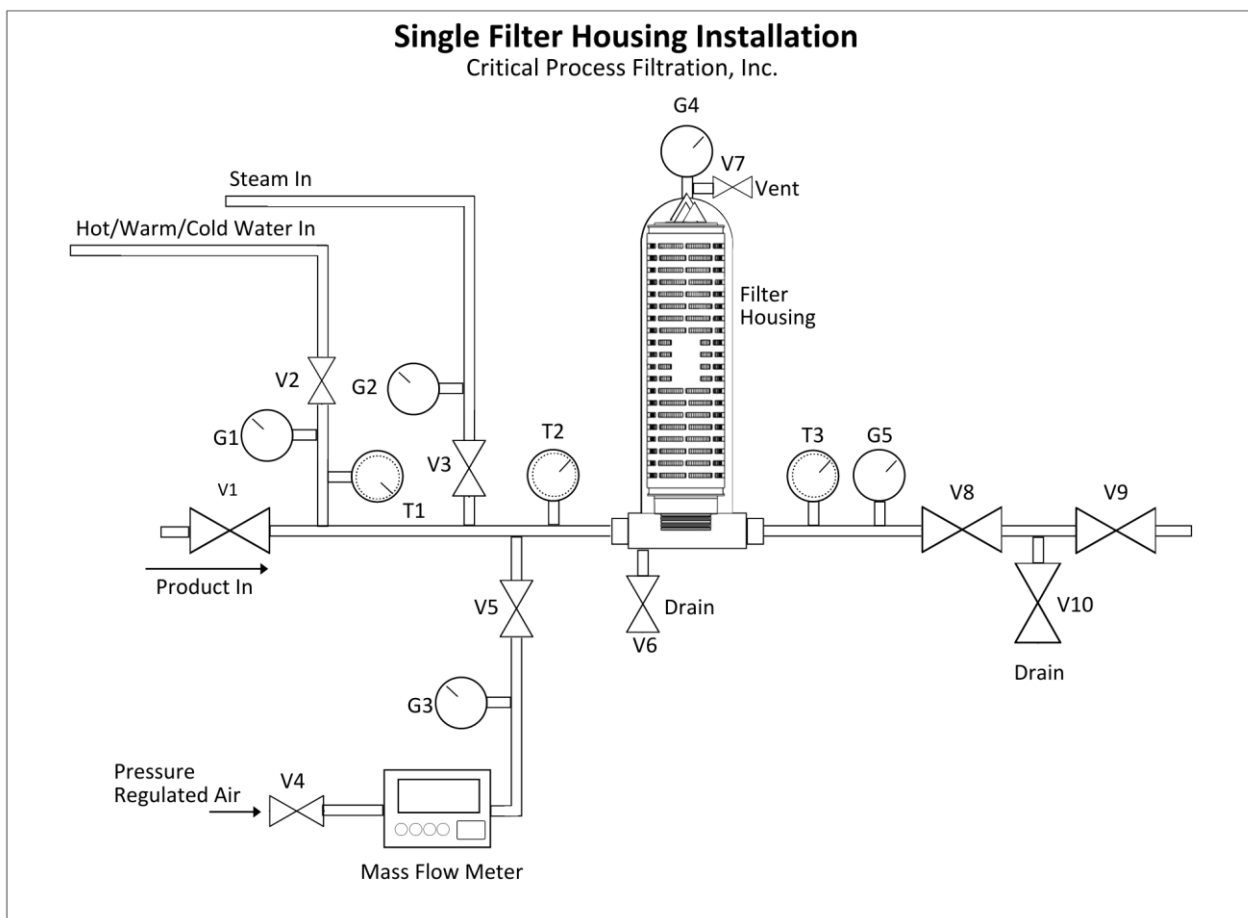 Single Filter Housing Installation
Critical Process Filtration, Inc.
G4
V7
Vent
Steam In
Hot/Warm/Cold Water In
Filter
Housing
V2
G2
G1
V3
T2
T3
G5
V1
T1
V8
V9
Product In
V5
Drain
V6
V10
Drain
G3
Pressure
Regulated Air
V4
Mass Flow Meter